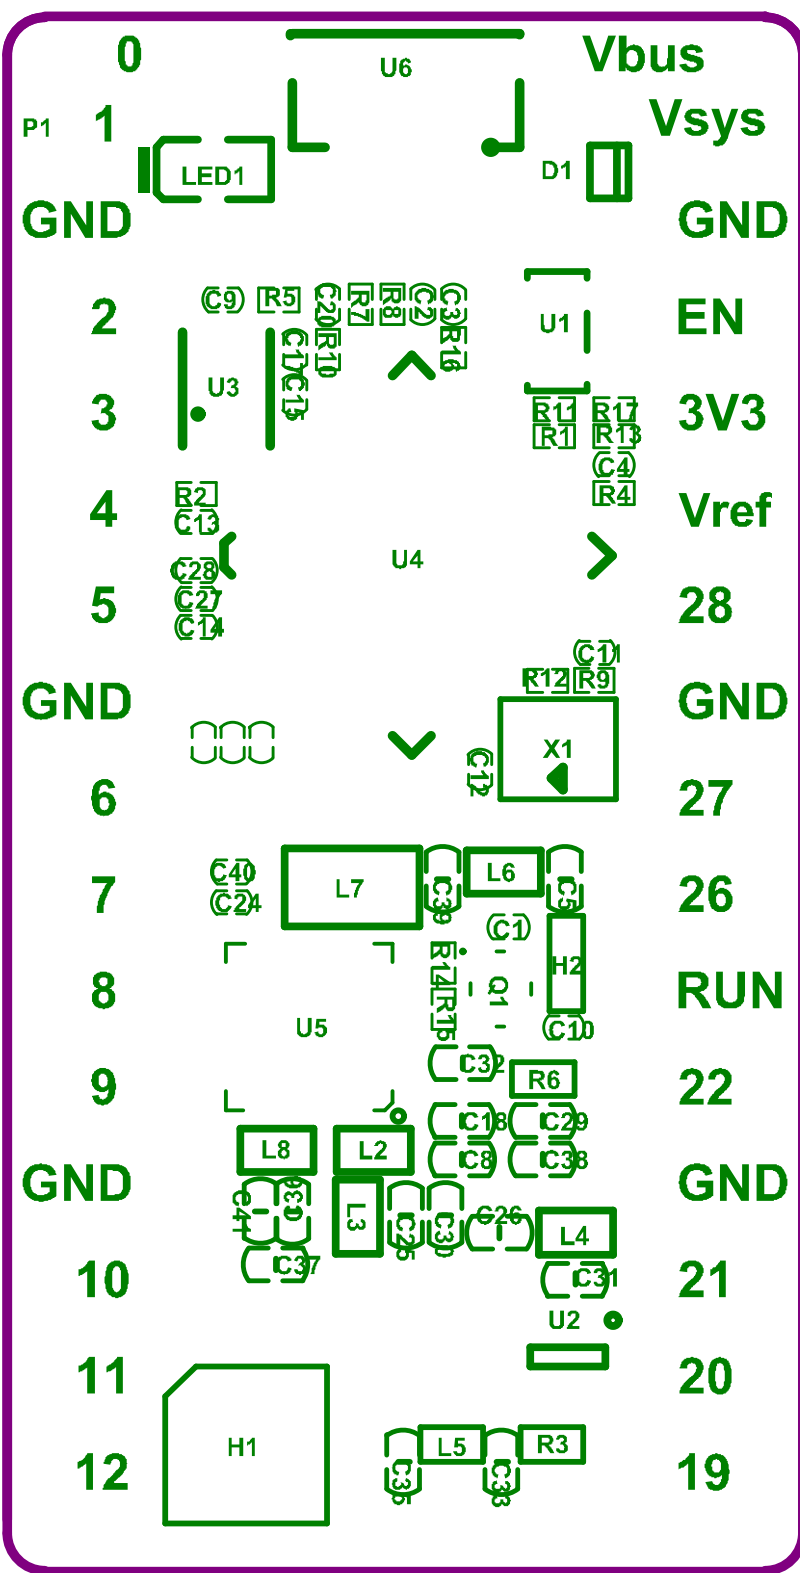 0 U6 Vbus
P1 1 Vsys
LED1 D1
GND GND
C9 R5 C20 R7 R8 C2 C3
2 U1 EN
C17 R10 R16
U3
C15
3 R11 R17 3V3
R1 R13
C4
R2 R4
4 C13 Vref
U4
C28
5 C27 28
C14
C11
R12 R9
GND GND
X1
C12
6 27
C40 L7 L6
7 C24 C39 C5 26
C1
R14 H2
8 Q1 RUN
R15
U5 C10
C32
9 R6 22
C18 C29
L8 L2 C8 C38
GND GND
C41 C36 L3 C25 C30 C26
L4
10 C37 C31 21
U2
11 20
H1 L5 R3
12 C35 C33 19